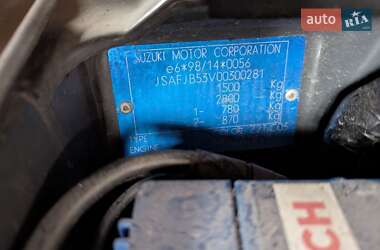 auto RIA
SUZUKI MOTOR CORPORATION
e6*98/14*0056
JSAFJB53V00300281
1500 Kg
2800 Kg
1- 780 kg
2- 870 kg
TYPE
ENGINE
CH